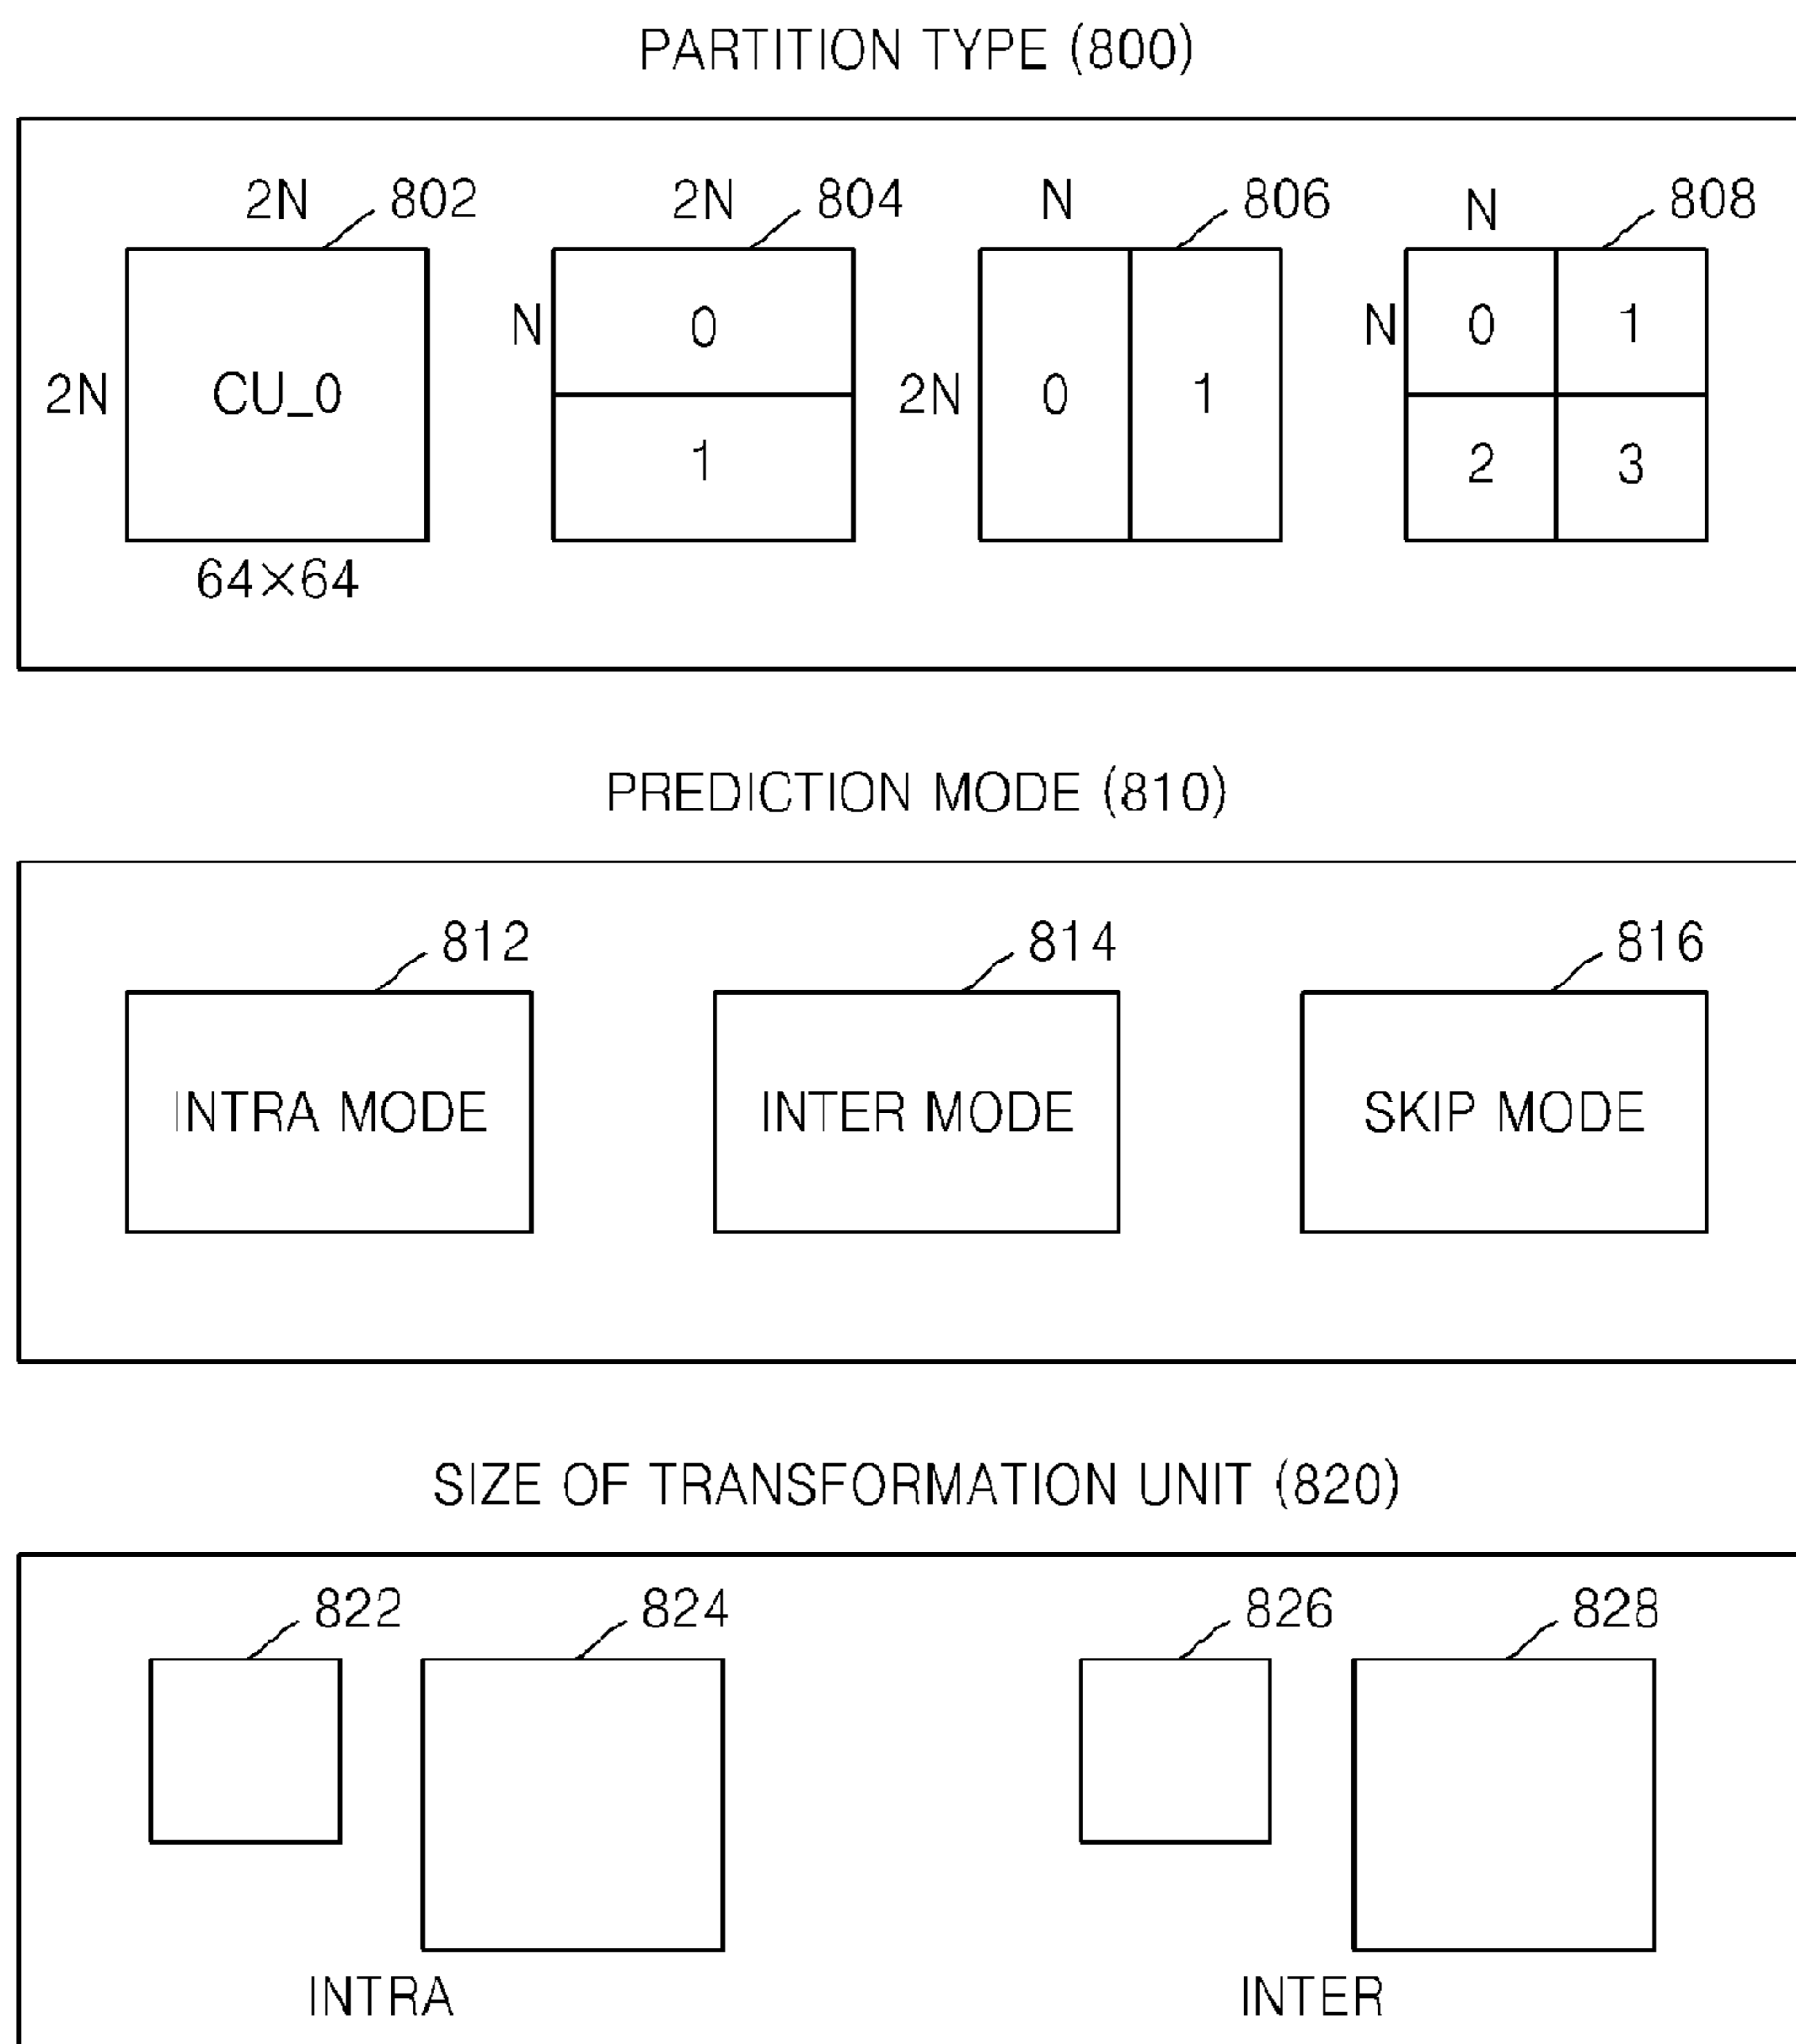 PARTITION TYPE (800)
2N 802 2N 804 N 806 N 808
N 0 N 0 1
2N CU_0 2N 0 1
1 2 3
64×64
PREDICTION MODE (810)
812 814 816
INTRA MODE INTER MODE SKIP MODE
SIZE OF TRANSFORMATION UNIT (820)
822 824 826 828
INTRA INTER